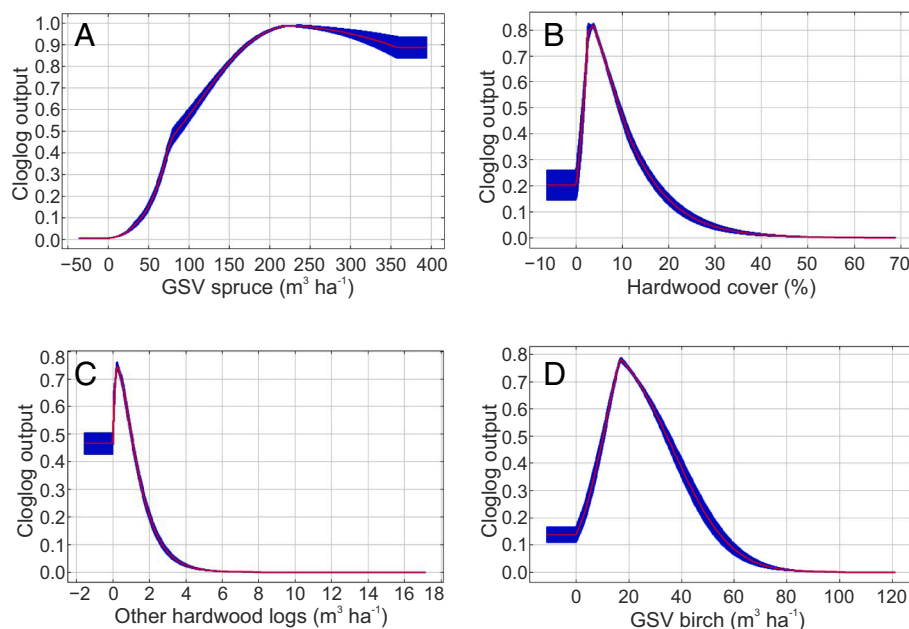 A
Cloglog output
1.0
0.9
0.8
0.7
0.6
0.5
0.4
0.3
0.2
0.1
0.0
−50 0 50 100 150 200 250 300 350 400
GSV spruce (m³ ha⁻¹)
B
Cloglog output
0.8
0.7
0.6
0.5
0.4
0.3
0.2
0.1
0.0
−10 0 10 20 30 40 50 60 70
Hardwood cover (%)
C
Cloglog output
0.8
0.7
0.6
0.5
0.4
0.3
0.2
0.1
0.0
−2 0 2 4 6 8 10 12 14 16 18
Other hardwood logs (m³ ha⁻¹)
D
Cloglog output
0.8
0.7
0.6
0.5
0.4
0.3
0.2
0.1
0.0
0 20 40 60 80 100 120
GSV birch (m³ ha⁻¹)